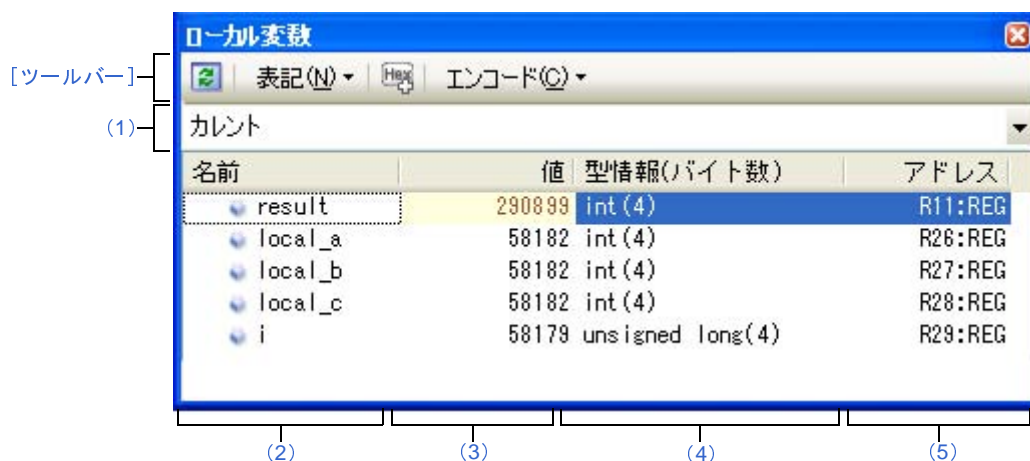 ローカル変数
[ツールバー]
表記(N) Hex エンコード(C)
(1)
カレント
名前 値 型情報(バイト数) アドレス
result 290899 int(4) R11:REG
local_a 58182 int(4) R26:REG
local_b 58182 int(4) R27:REG
local_c 58182 int(4) R28:REG
i 58179 unsigned long(4) R29:REG
(2) (3) (4) (5)